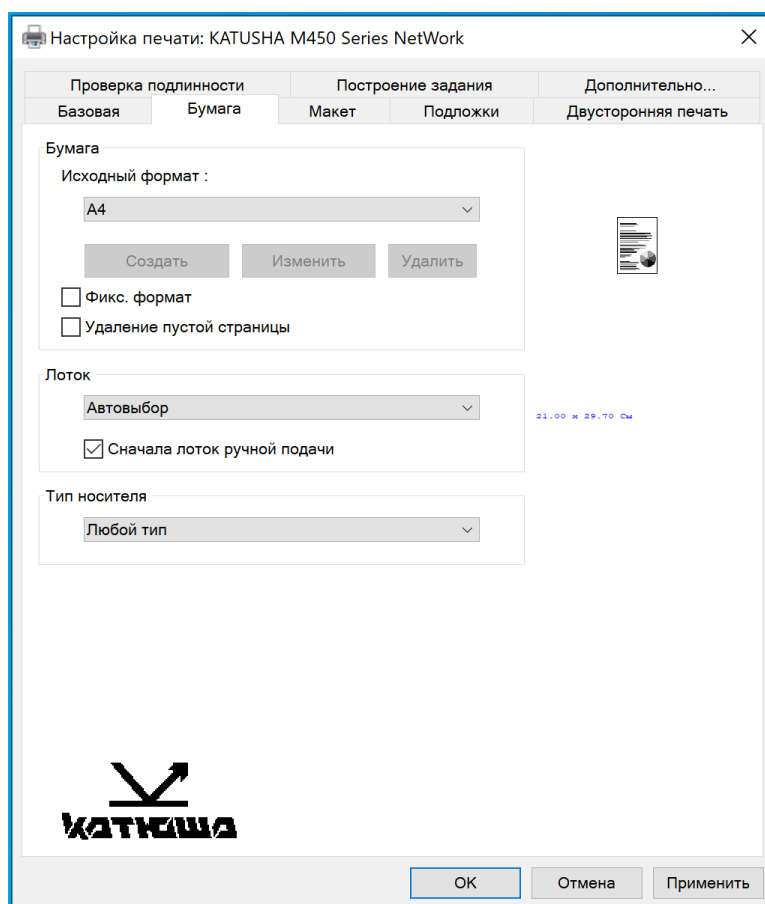 Настройка печати: KATUSHA M450 Series NetWork
Проверка подлинности Построение задания Дополнительно...
Базовая Бумага Макет Подложки Двусторонняя печать
Бумага
Исходный формат :
A4
Создать Изменить Удалить
Фикс. формат
Удаление пустой страницы
Лоток
Автовыбор
21.00 x 29.70 См
Сначала лоток ручной подачи
Тип носителя
Любой тип
катюша
OK Отмена Применить